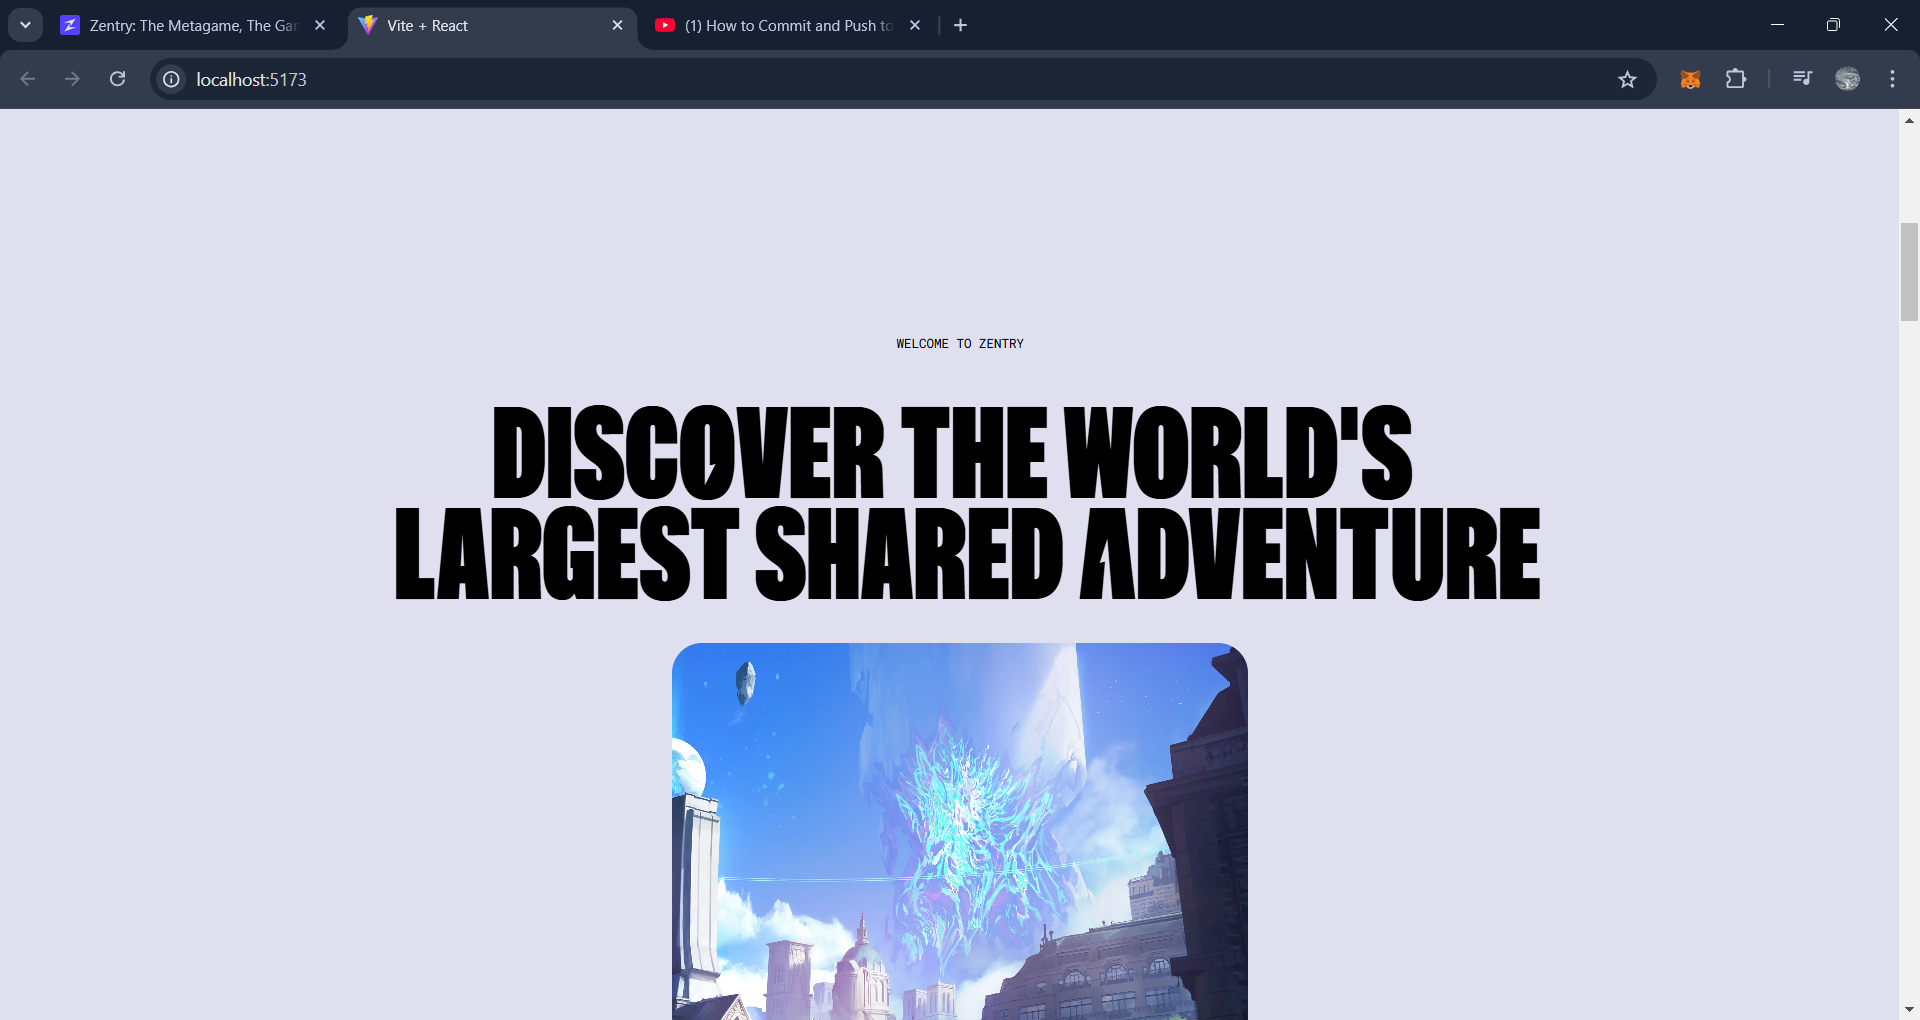 Zentry: The Metagame, The Gar
Vite + React
(1) How to Commit and Push to
localhost:5173
WELCOME TO ZENTRY
DISCOVER THE WORLD'S
LARGEST SHARED ADVENTURE